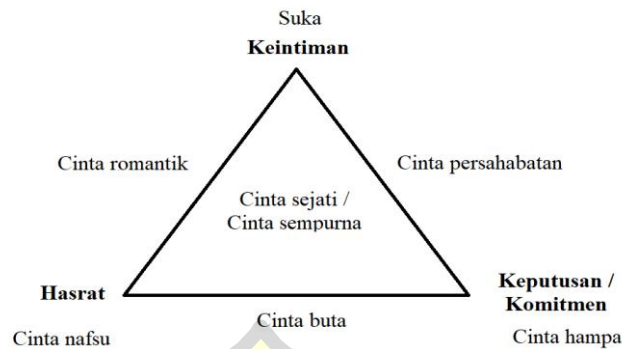 Suka
Keintiman
Cinta romantik
Cinta persahabatan
Cinta sejati /
Cinta sempurna
Hasrat
Keputusan /
Komitmen
Cinta buta
Cinta nafsu
Cinta hampa